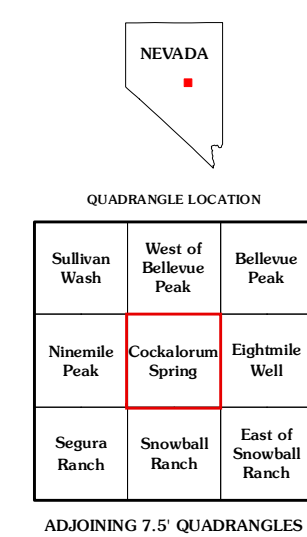 NEVADA
QUADRANGLE LOCATION
Sullivan
Wash
West of
Bellevue
Peak
Bellevue
Peak
Ninemile
Peak
Cockalorum
Spring
Eightmile
Well
Segura
Ranch
Snowball
Ranch
East of
Snowball
Ranch
ADJOINING 7.5' QUADRANGLES